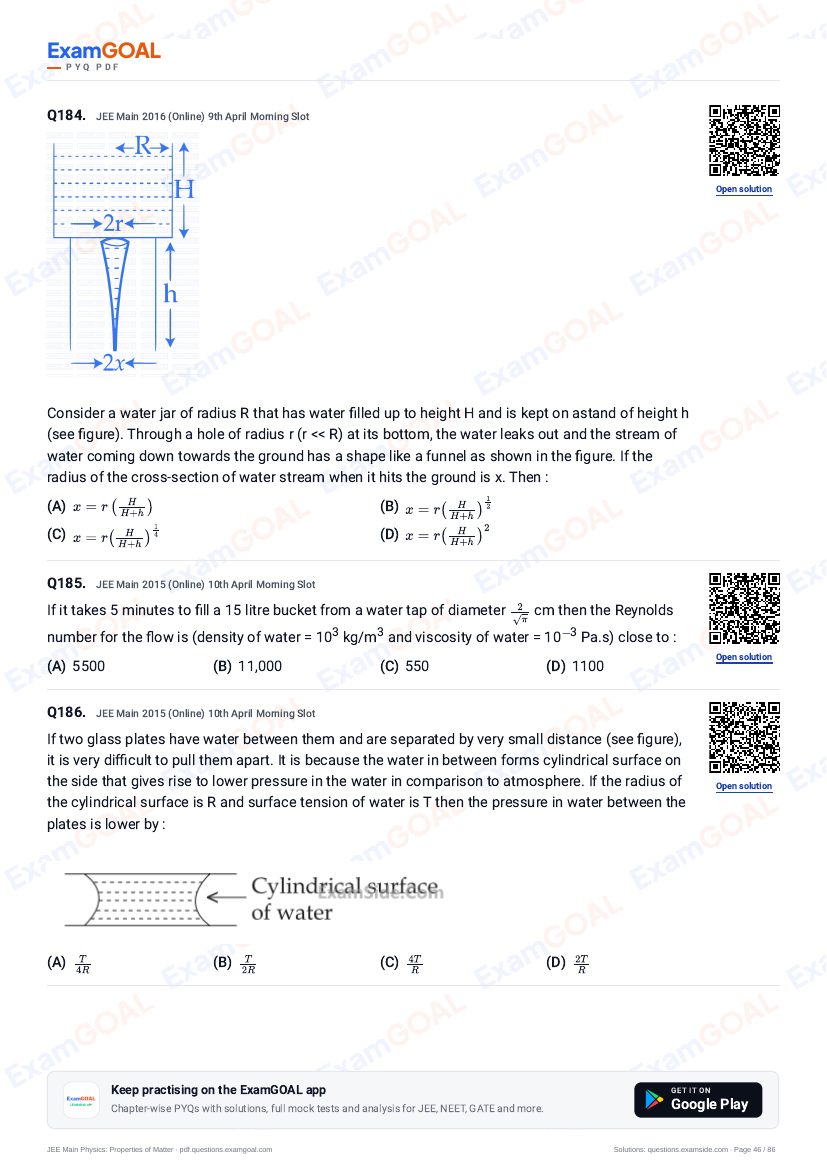 ExamGOAL
PYQ PDF
Q184. JEE Main 2016 (Online) 9th April Morning Slot
Open solution
R
H
2r
h
2x
Consider a water jar of radius R that has water filled up to height H and is kept on astand of height h
(see figure). Through a hole of radius r (r << R) at its bottom, the water leaks out and the stream of
water coming down towards the ground has a shape like a funnel as shown in the figure. If the
radius of the cross-section of water stream when it hits the ground is x. Then :
(A) x = r (H/(H+h)) (B) x = r(H/(H+h))^(1/2)
(C) x = r(H/(H+h))^(1/4) (D) x = r(H/(H+h))^2
Q185. JEE Main 2015 (Online) 10th April Morning Slot
If it takes 5 minutes to fill a 15 litre bucket from a water tap of diameter 2/√π cm then the Reynolds
number for the flow is (density of water = 10³ kg/m³ and viscosity of water = 10⁻³ Pa.s) close to :
Open solution
(A) 5500 (B) 11,000 (C) 550 (D) 1100
Q186. JEE Main 2015 (Online) 10th April Morning Slot
If two glass plates have water between them and are separated by very small distance (see figure),
it is very difficult to pull them apart. It is because the water in between forms cylindrical surface on
the side that gives rise to lower pressure in the water in comparison to atmosphere. If the radius of
the cylindrical surface is R and surface tension of water is T then the pressure in water between the
plates is lower by :
Open solution
Cylindrical surface
ExamSide.Com
of water
(A) T/4R (B) T/2R (C) 4T/R (D) 2T/R
ExamGOAL
Keep practising on the ExamGOAL app
Chapter-wise PYQs with solutions, full mock tests and analysis for JEE, NEET, GATE and more.
GET IT ON
Google Play
JEE Main Physics: Properties of Matter · pdf.questions.examgoal.com
Solutions: questions.examside.com · Page 46 / 86